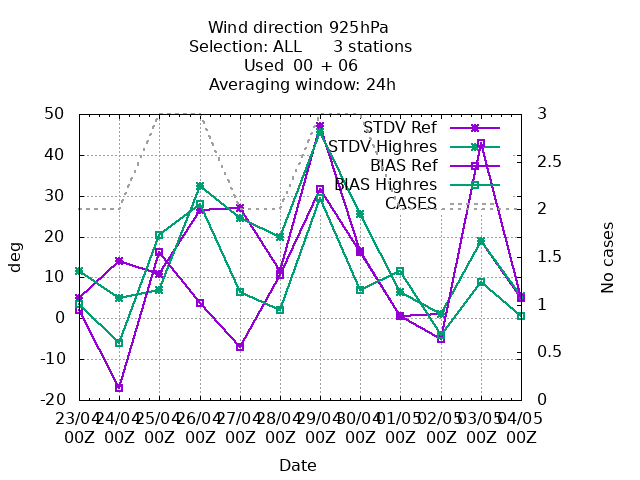 Wind direction 925hPa
Selection: ALL 3 stations
Used 00 + 06
Averaging window: 24h
50
40
30
20
10
0
-10
-20
deg
3
2.5
2
1.5
1
0.5
0
No cases
STDV Ref
STDV Highres
BIAS Ref
BIAS Highres
CASES
23/04 24/04 25/04 26/04 27/04 28/04 29/04 30/04 01/05 02/05 03/05 04/05
00Z 00Z 00Z 00Z 00Z 00Z 00Z 00Z 00Z 00Z 00Z 00Z
Date